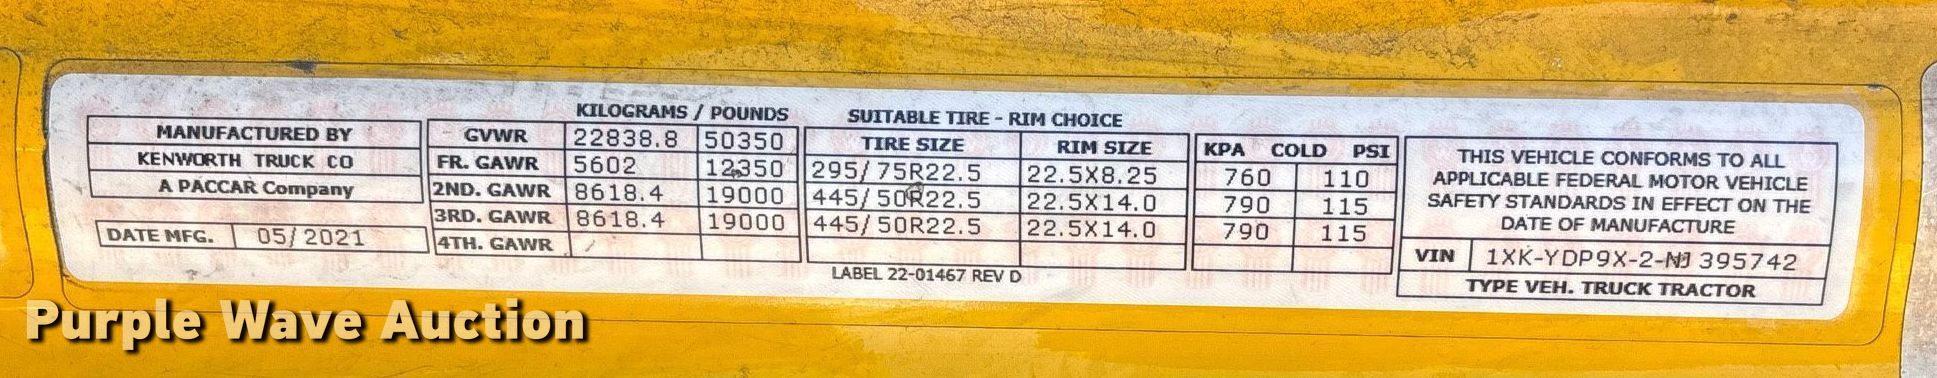 KILOGRAMS / POUNDS SUITABLE TIRE - RIM CHOICE
MANUFACTURED BY
KENWORTH TRUCK CO
A PACCAR Company
DATE MFG. 05/2021
GVWR 22838.8 50350
FR. GAWR 5602 12,350
2ND. GAWR 8618.4 19000
3RD. GAWR 8618.4 19000
4TH. GAWR
TIRE SIZE RIM SIZE
295/75R22.5 22.5X8.25
445/50R22.5 22.5X14.0
445/50R22.5 22.5X14.0
KPA COLD PSI
760 110
790 115
790 115
LABEL 22-01467 REV D
THIS VEHICLE CONFORMS TO ALL
APPLICABLE FEDERAL MOTOR VEHICLE
SAFETY STANDARDS IN EFFECT ON THE
DATE OF MANUFACTURE
VIN 1XK-YDP9X-2-NJ 395742
TYPE VEH. TRUCK TRACTOR
Purple Wave Auction